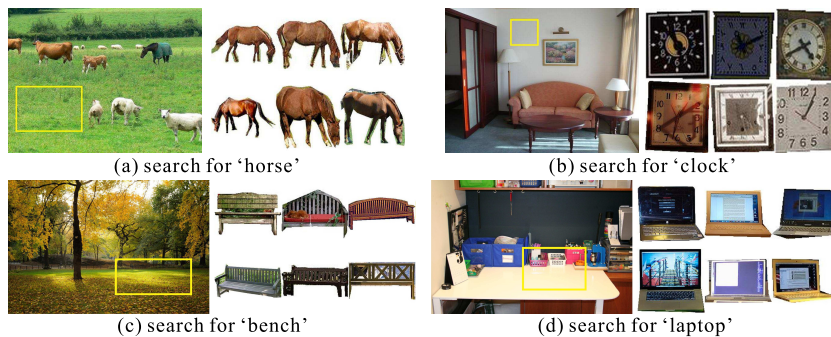 (a) search for ‘horse’
(b) search for ‘clock’
(c) search for ‘bench’
(d) search for ‘laptop’